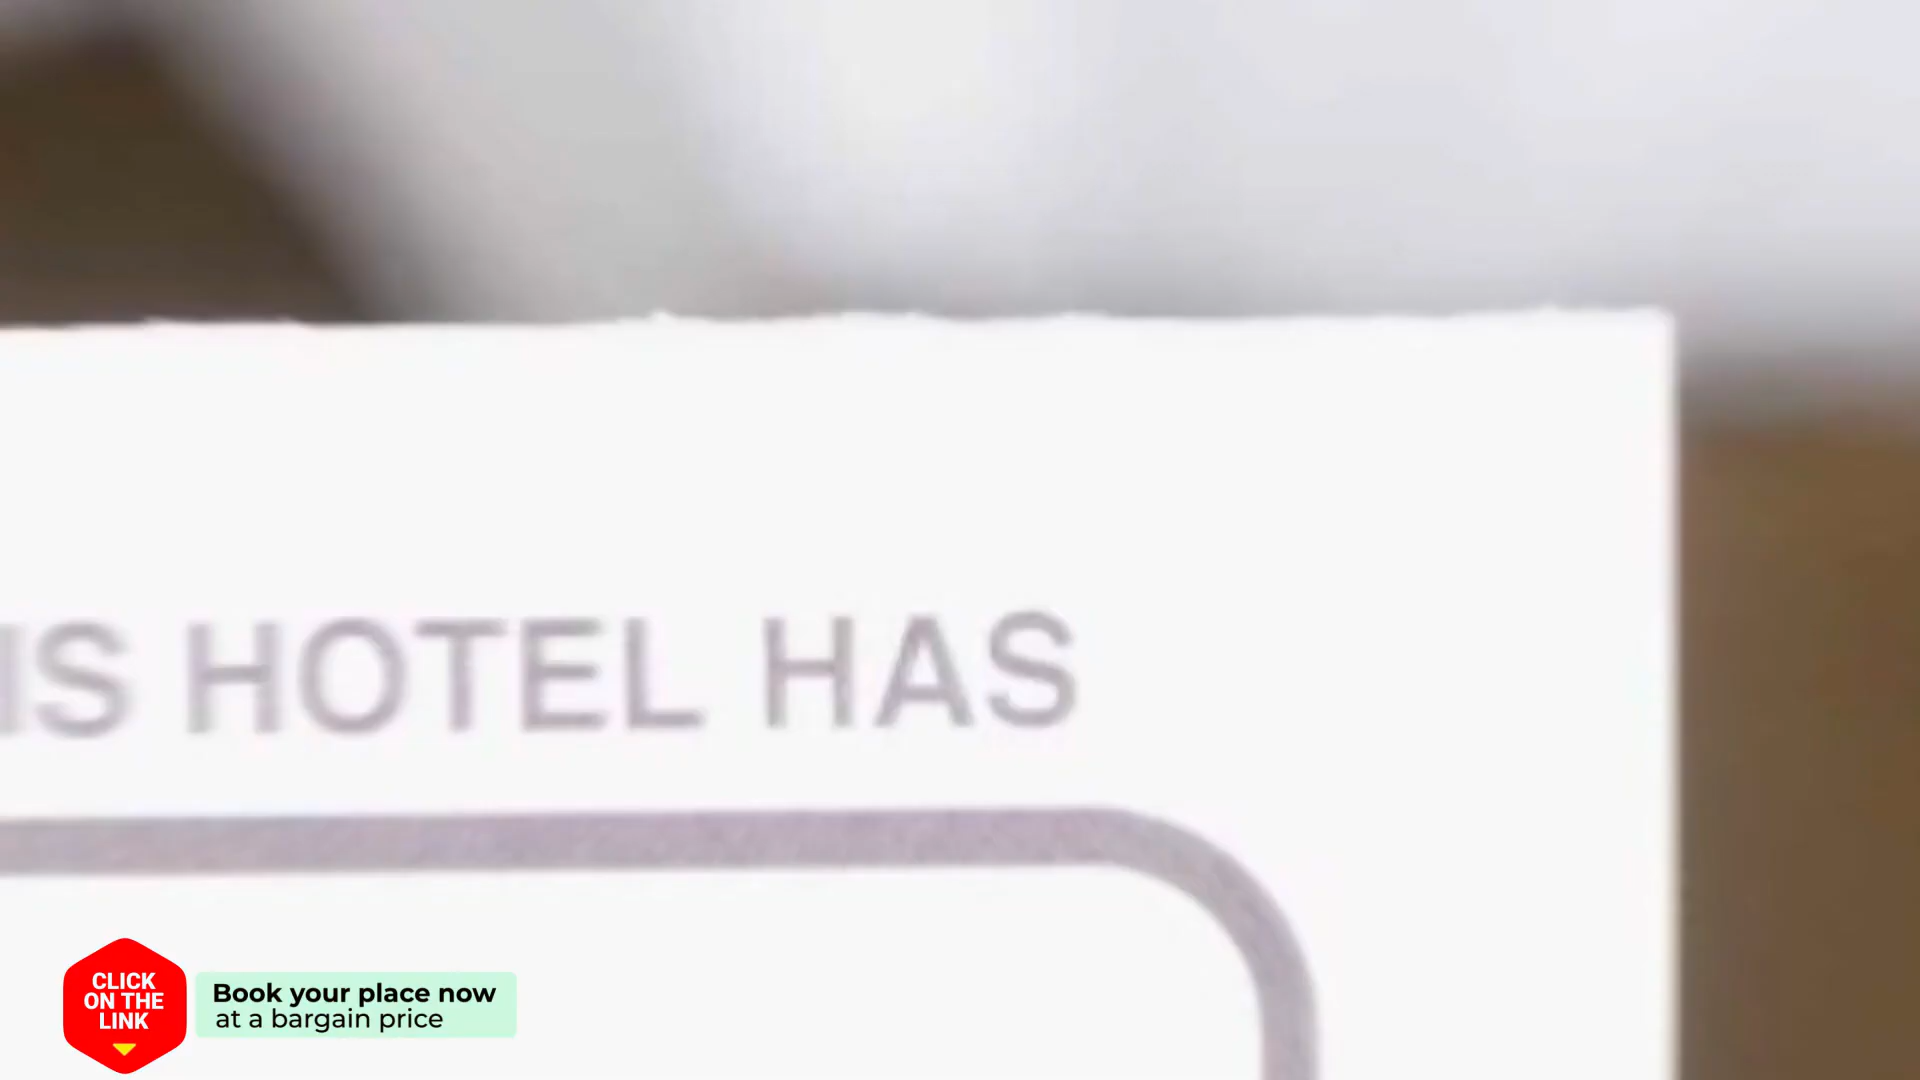 HOTEL HAS
CLICK
ON THE
LINK
Book your place now
at a bargain price